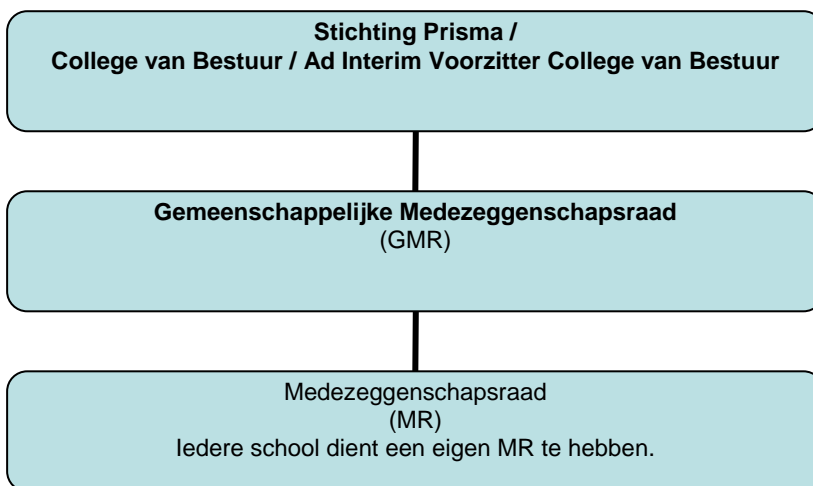 Stichting Prisma /
College van Bestuur / Ad Interim Voorzitter College van Bestuur
Gemeenschappelijke Medezeggenschapsraad
(GMR)
Medezeggenschapsraad
(MR)
Iedere school dient een eigen MR te hebben.